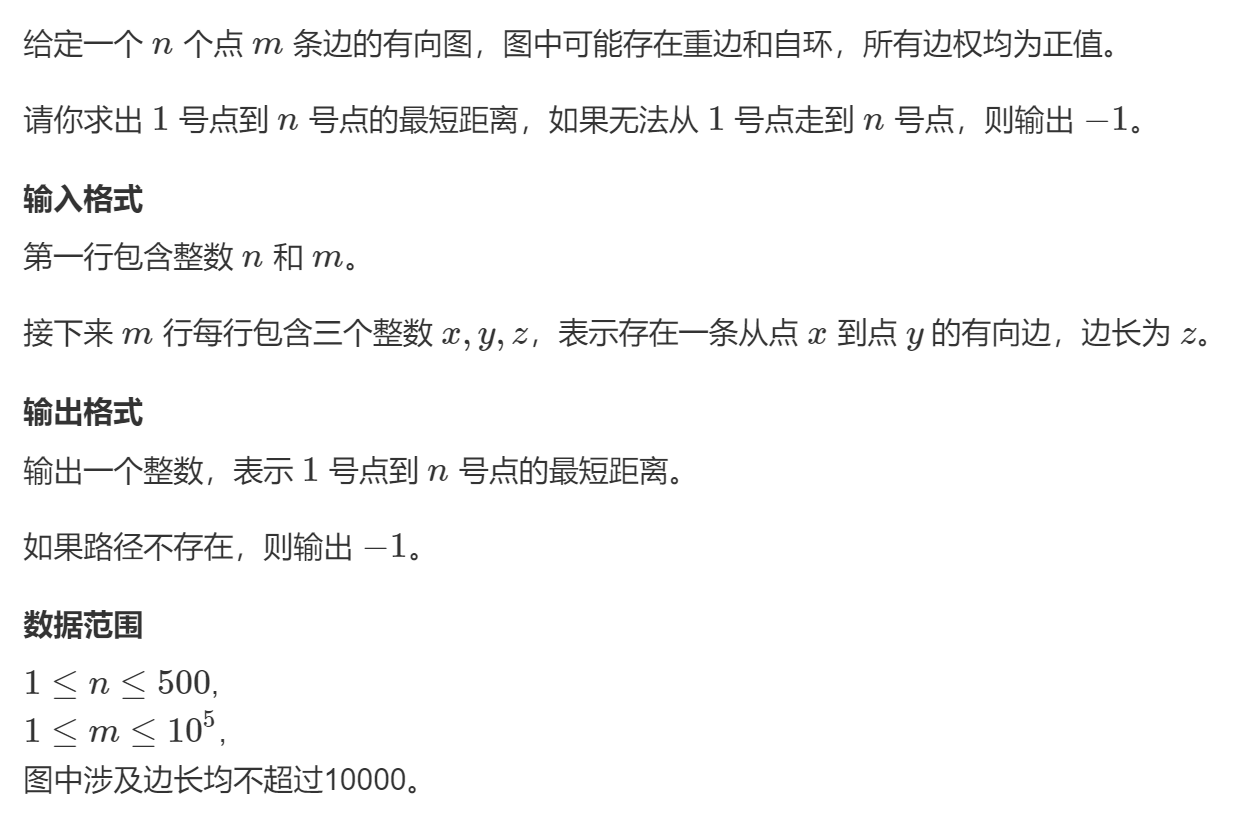 给定一个 n 个点 m 条边的有向图，图中可能存在重边和自环，所有边权均为正值。
请你求出 1 号点到 n 号点的最短距离，如果无法从 1 号点走到 n 号点，则输出 −1。
输入格式
第一行包含整数 n 和 m。
接下来 m 行每行包含三个整数 x, y, z，表示存在一条从点 x 到点 y 的有向边，边长为 z。
输出格式
输出一个整数，表示 1 号点到 n 号点的最短距离。
如果路径不存在，则输出 −1。
数据范围
1 ≤ n ≤ 500,
1 ≤ m ≤ 10⁵,
图中涉及边长均不超过10000。